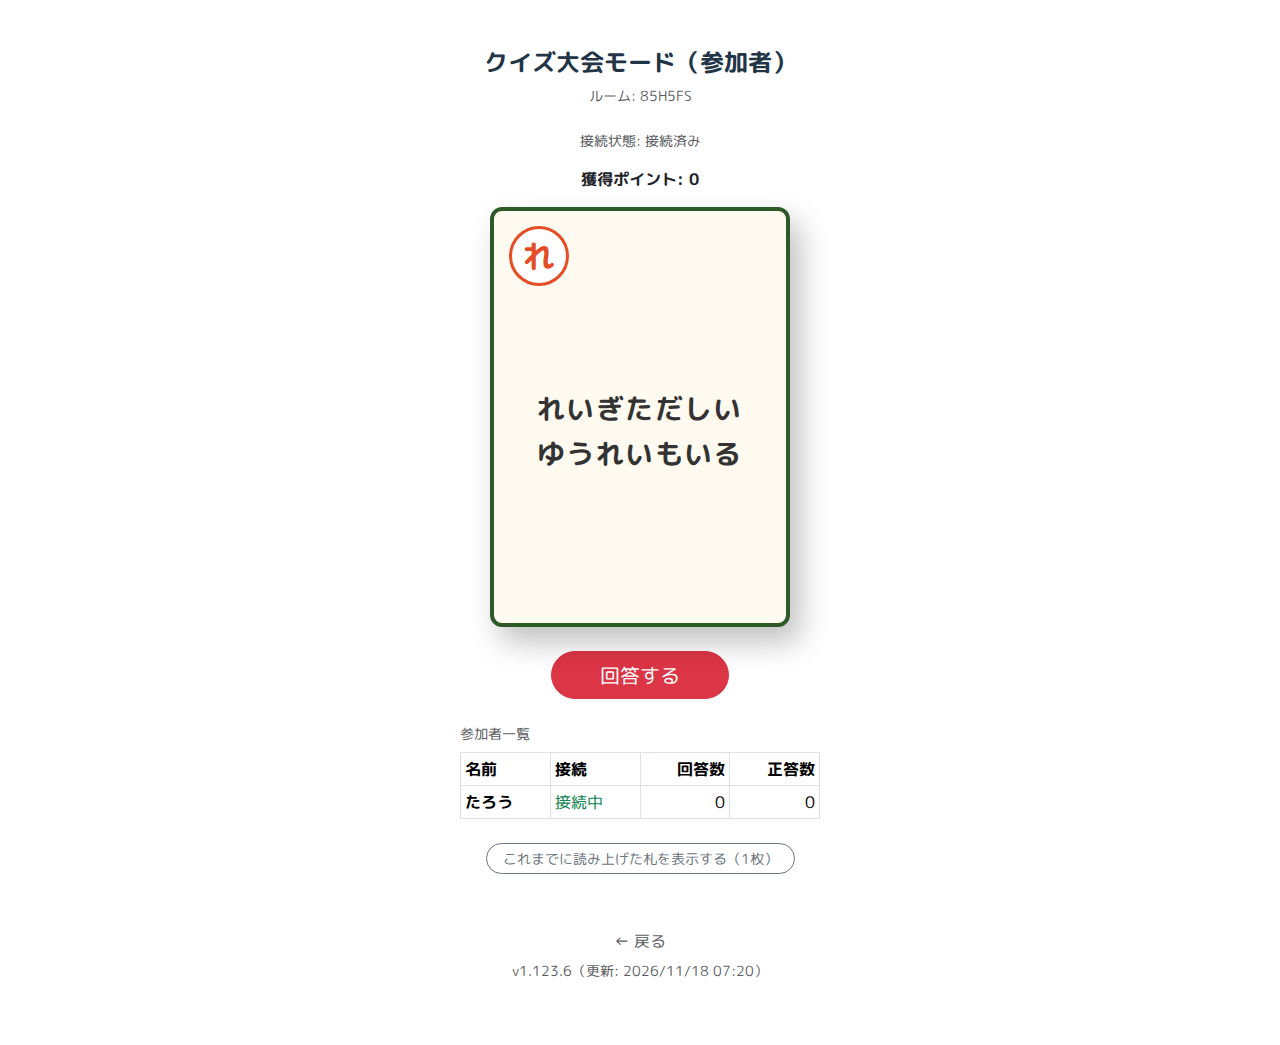 クイズ大会モード（参加者）
ルーム: 85H5FS
接続状態: 接続済み
獲得ポイント: 0
れ
れいぎただしい
ゆうれいもいる
回答する
参加者一覧
名前 接続 回答数 正答数
たろう 接続中 0 0
これまでに読み上げた札を表示する（1枚）
← 戻る
v1.123.6（更新: 2026/11/18 07:20）